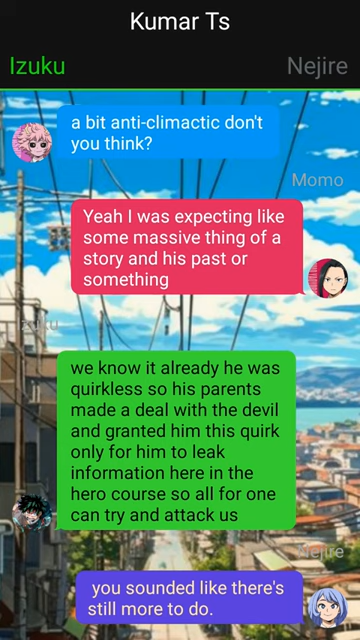 Kumar Ts
Izuku
Nejire
a bit anti-climactic don't
you think?
Momo
Yeah I was expecting like
some massive thing of a
story and his past or
something
Izuku
we know it already he was
quirkless so his parents
made a deal with the devil
and granted him this quirk
only for him to leak
information here in the
hero course so all for one
can try and attack us
Nejire
you sounded like there's
still more to do.